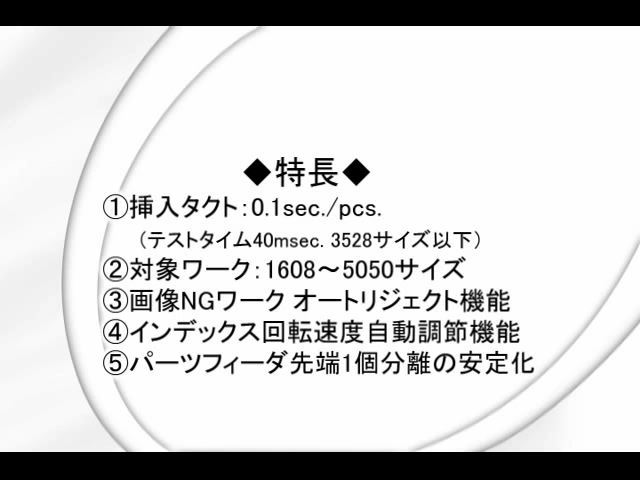 ◆特長◆
①挿入タクト：0.1sec./pcs.
（テストタイム40msec. 3528サイズ以下）
②対象ワーク：1608～5050サイズ
③画像NGワーク オートリジェクト機能
④インデックス回転速度自動調節機能
⑤パーツフィーダ先端1個分離の安定化